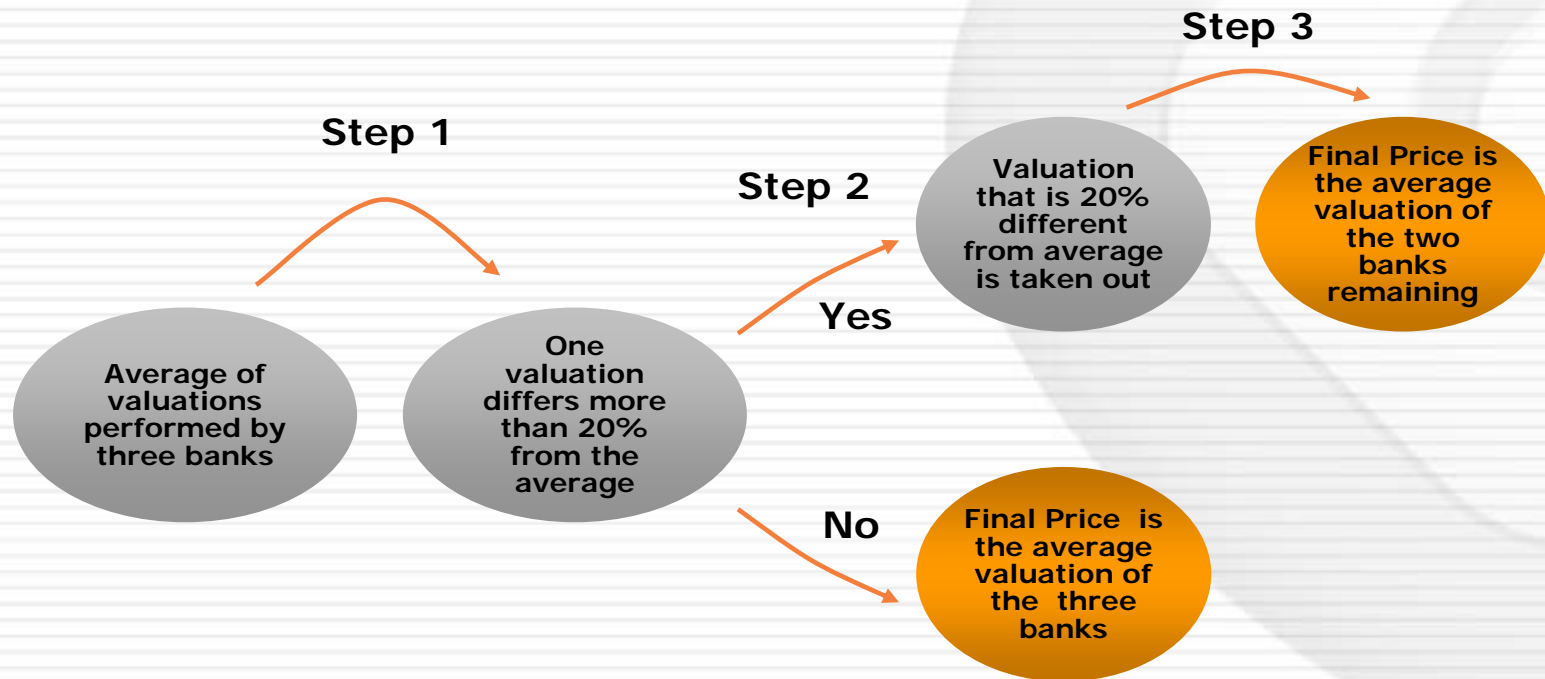 Step 1
Average of
valuations
performed by
three banks
One
valuation
differs more
than 20%
from the
average
Step 2
Yes
No
Valuation
that is 20%
different
from average
is taken out
Step 3
Final Price is
the average
valuation of
the two
banks
remaining
Final Price is
the average
valuation of
the three
banks